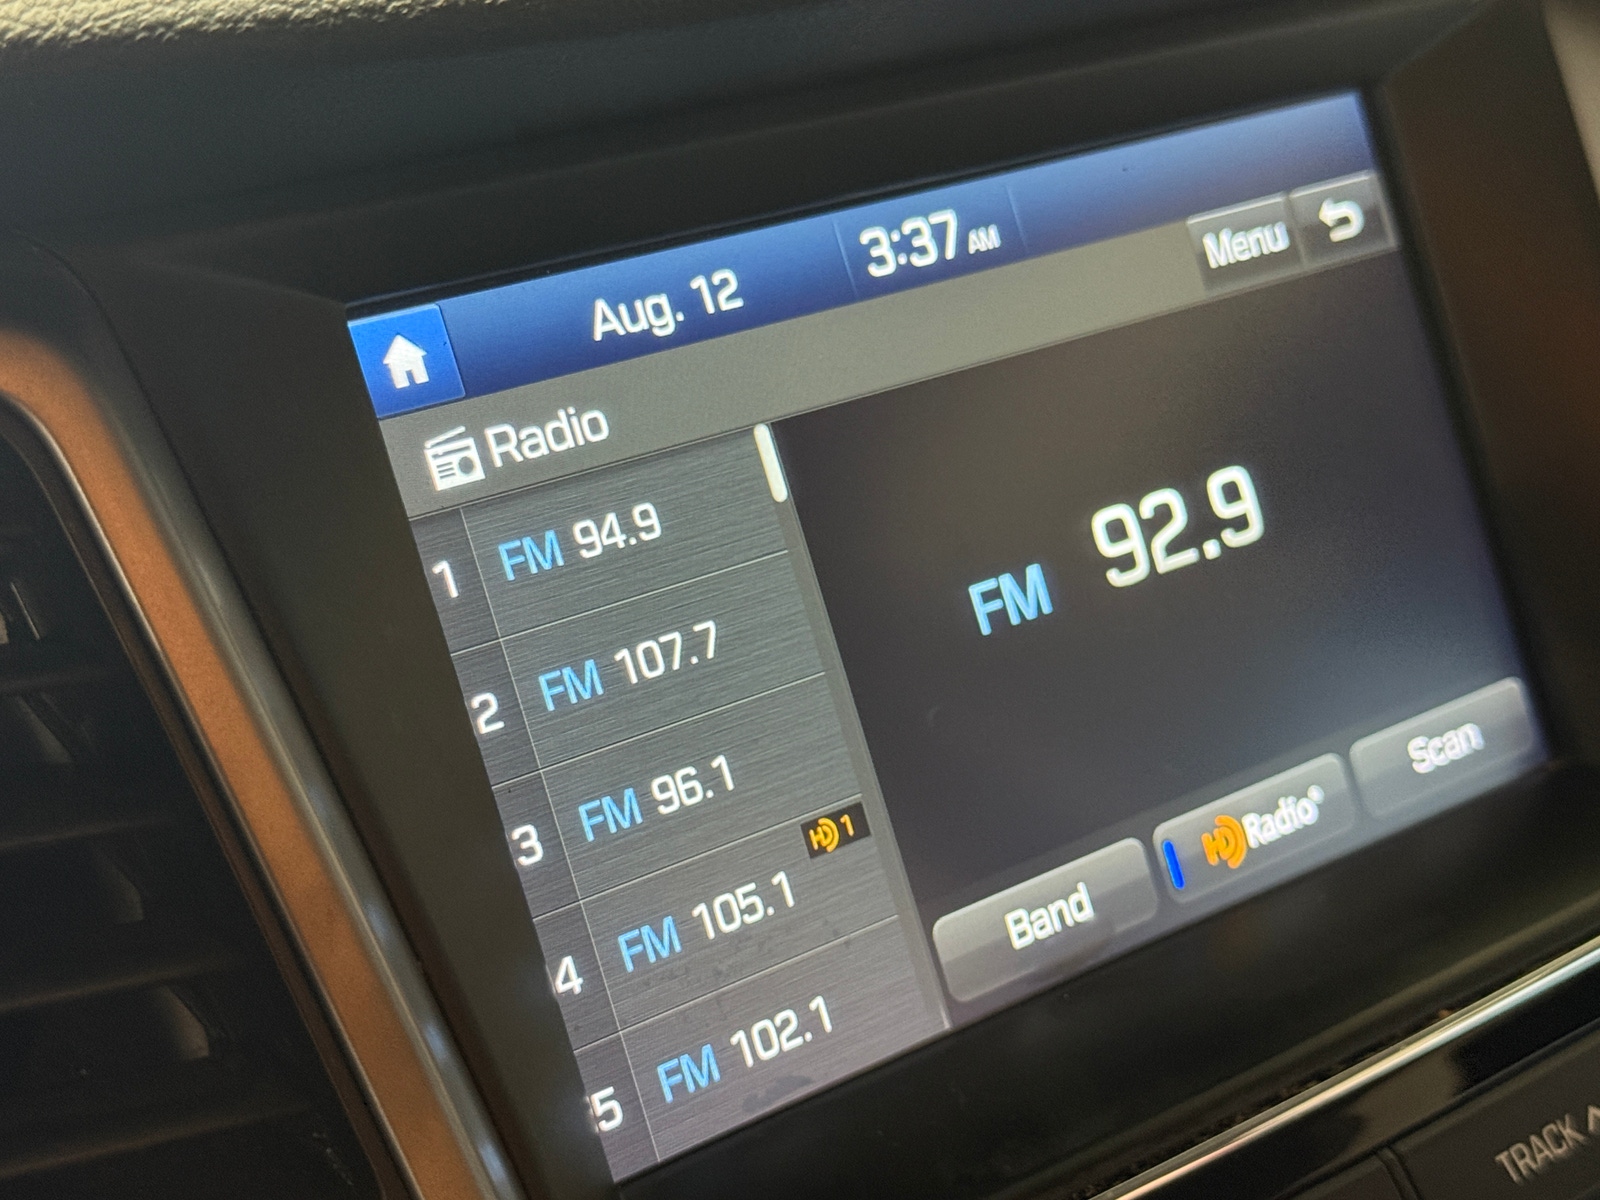 Aug. 12
3:37 AM
Menu
Radio
1 FM 94.9
2 FM 107.7
3 FM 96.1
HD 1
4 FM 105.1
5 FM 102.1
FM 92.9
Band
HD Radio®
Scan
TRACK